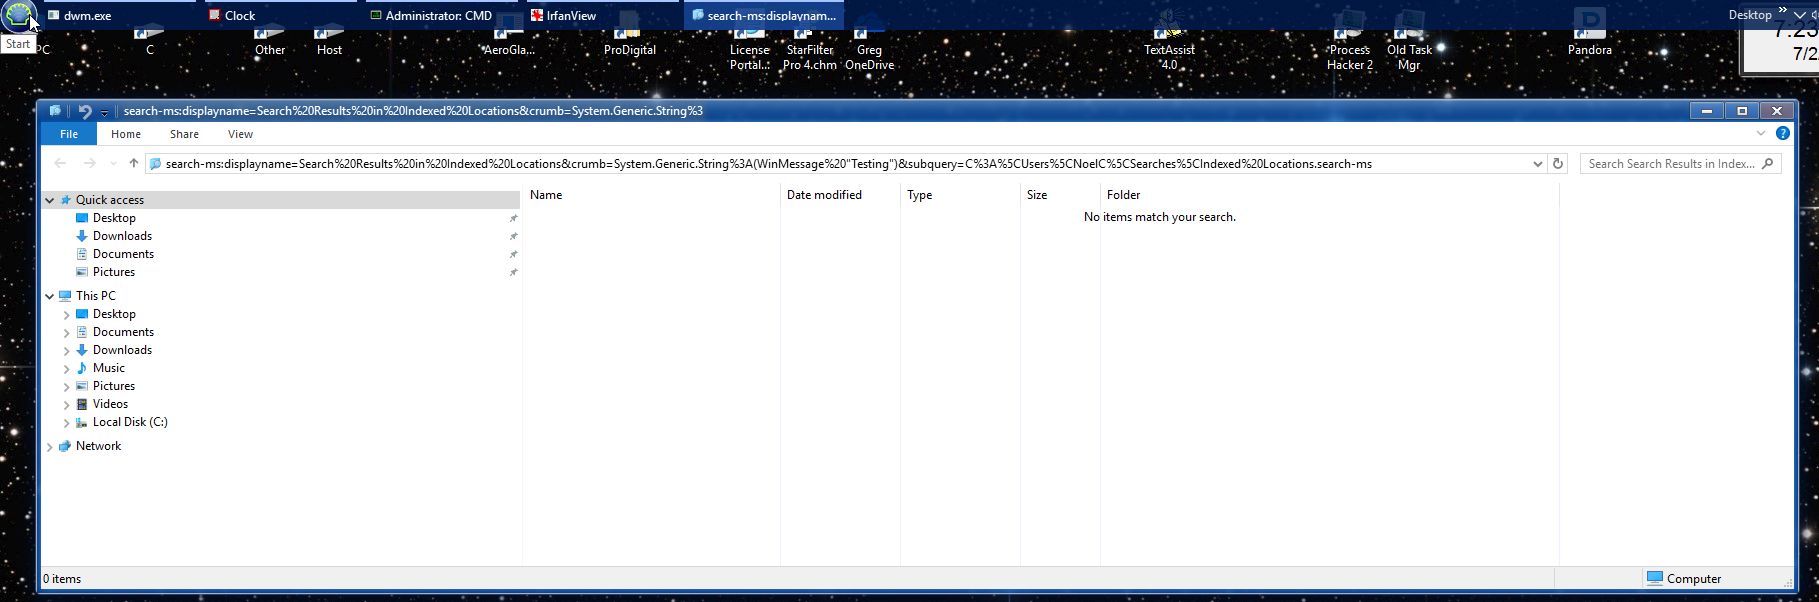 dwm.exe
Clock
Administrator: CMD
IrfanView
search-ms:displaynam...
Desktop
Start
PC
C
Other
Host
AeroGla...
ProDigital
License
Portal...
StarFilter
Pro 4.chm
Greg
OneDrive
TextAssist
4.0
Process
Hacker 2
Old Task
Mgr
Pandora
7:23
7/2
search-ms:displayname=Search%20Results%20in%20Indexed%20Locations&crumb=System.Generic.String%3
File
Home
Share
View
search-ms:displayname=Search%20Results%20in%20Indexed%20Locations&crumb=System.Generic.String%3A(WinMessage%20"Testing")&subquery=C%3A%5CUsers%5CNoelC%5CSearches%5CIndexed%20Locations.search-ms
Search Search Results in Index...
Quick access
Desktop
Downloads
Documents
Pictures
This PC
Desktop
Documents
Downloads
Music
Pictures
Videos
Local Disk (C:)
Network
Name
Date modified
Type
Size
Folder
No items match your search.
0 items
Computer